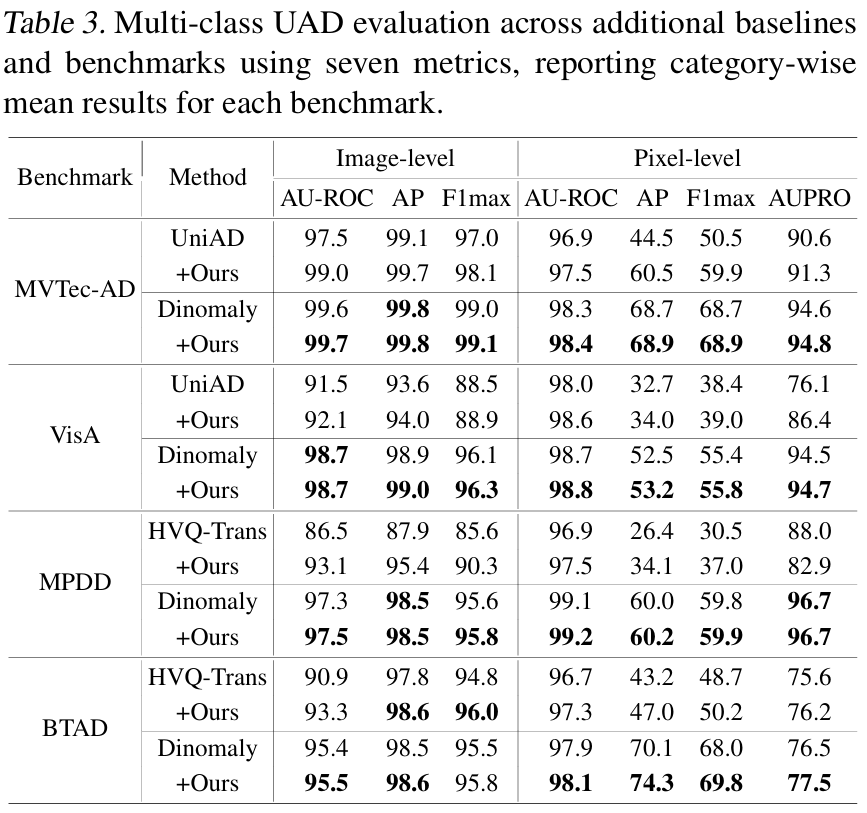 Table 3. Multi-class UAD evaluation across additional baselines
and benchmarks using seven metrics, reporting category-wise
mean results for each benchmark.
Benchmark Method Image-level Pixel-level
AU-ROC AP F1max AU-ROC AP F1max AUPRO
MVTec-AD
UniAD 97.5 99.1 97.0 96.9 44.5 50.5 90.6
+Ours 99.0 99.7 98.1 97.5 60.5 59.9 91.3
Dinomaly 99.6 99.8 99.0 98.3 68.7 68.7 94.6
+Ours 99.7 99.8 99.1 98.4 68.9 68.9 94.8
VisA
UniAD 91.5 93.6 88.5 98.0 32.7 38.4 76.1
+Ours 92.1 94.0 88.9 98.6 34.0 39.0 86.4
Dinomaly 98.7 98.9 96.1 98.7 52.5 55.4 94.5
+Ours 98.7 99.0 96.3 98.8 53.2 55.8 94.7
MPDD
HVQ-Trans 86.5 87.9 85.6 96.9 26.4 30.5 88.0
+Ours 93.1 95.4 90.3 97.5 34.1 37.0 82.9
Dinomaly 97.3 98.5 95.6 99.1 60.0 59.8 96.7
+Ours 97.5 98.5 95.8 99.2 60.2 59.9 96.7
BTAD
HVQ-Trans 90.9 97.8 94.8 96.7 43.2 48.7 75.6
+Ours 93.3 98.6 96.0 97.3 47.0 50.2 76.2
Dinomaly 95.4 98.5 95.5 97.9 70.1 68.0 76.5
+Ours 95.5 98.6 95.8 98.1 74.3 69.8 77.5